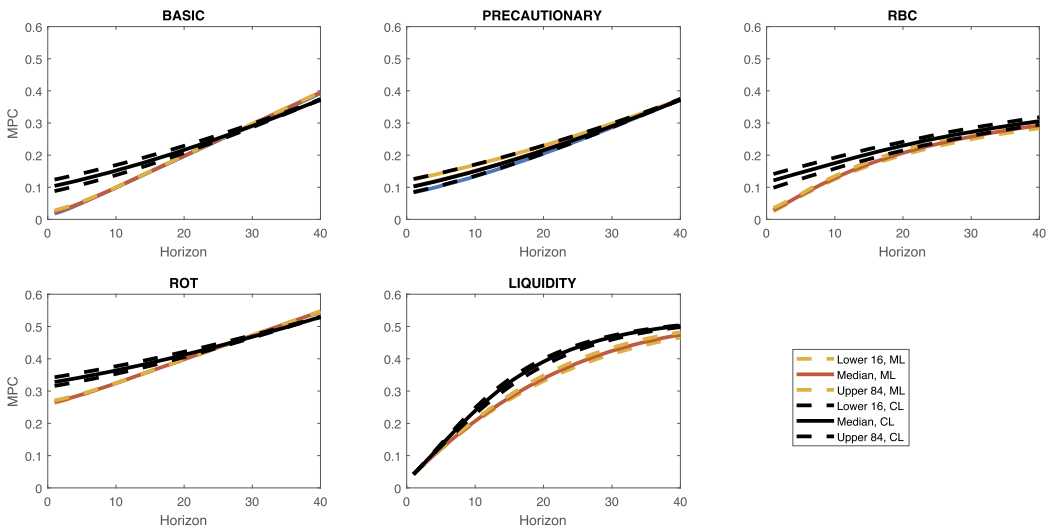 BASIC
0.6
0.5
0.4
0.3
0.2
0.1
0
MPC
0 10 20 30 40
Horizon
PRECAUTIONARY
0.6
0.5
0.4
0.3
0.2
0.1
0
0 10 20 30 40
Horizon
RBC
0.6
0.5
0.4
0.3
0.2
0.1
0
0 10 20 30 40
Horizon
ROT
0.6
0.5
0.4
0.3
0.2
0.1
0
MPC
0 10 20 30 40
Horizon
LIQUIDITY
0.6
0.5
0.4
0.3
0.2
0.1
0
0 10 20 30 40
Horizon
Lower 16, ML
Median, ML
Upper 84, ML
Lower 16, CL
Median, CL
Upper 84, CL